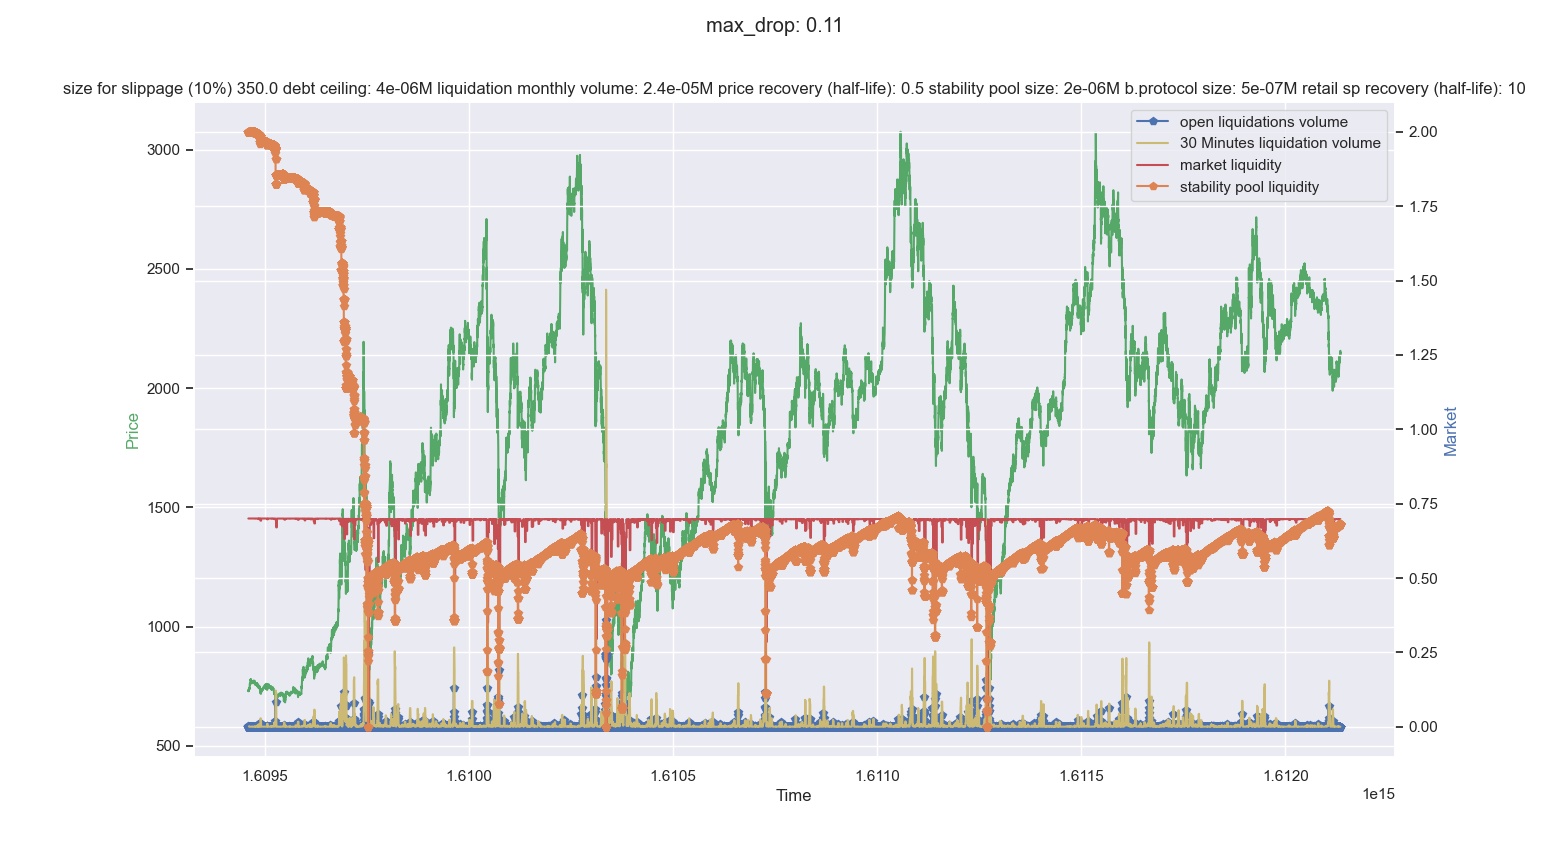 max_drop: 0.11
size for slippage (10%) 350.0 debt ceiling: 4e-06M liquidation monthly volume: 2.4e-05M price recovery (half-life): 0.5 stability pool size: 2e-06M b.protocol size: 5e-07M retail sp recovery (half-life): 10
open liquidations volume
30 Minutes liquidation volume
market liquidity
stability pool liquidity
3000
2500
2000
1500
1000
500
Price
2.00
1.75
1.50
1.25
1.00
0.75
0.50
0.25
0.00
Market
1.6095 1.6100 1.6105 1.6110 1.6115 1.6120
Time
1e15